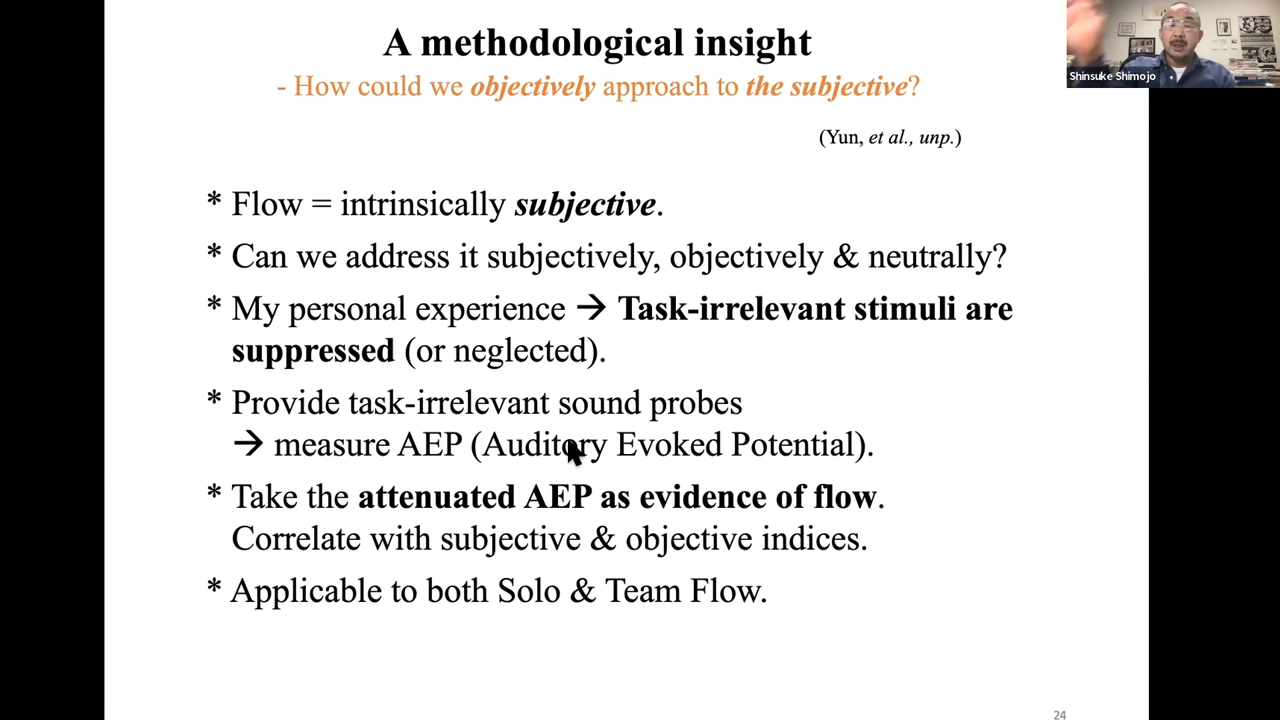 A methodological insight
- How could we objectively approach to the subjective?
Shinsuke Shimojo
(Yun, et al., unp.)
* Flow = intrinsically subjective.
* Can we address it subjectively, objectively & neutrally?
* My personal experience → Task-irrelevant stimuli are
suppressed (or neglected).
* Provide task-irrelevant sound probes
→ measure AEP (Auditory Evoked Potential).
* Take the attenuated AEP as evidence of flow.
Correlate with subjective & objective indices.
* Applicable to both Solo & Team Flow.
24